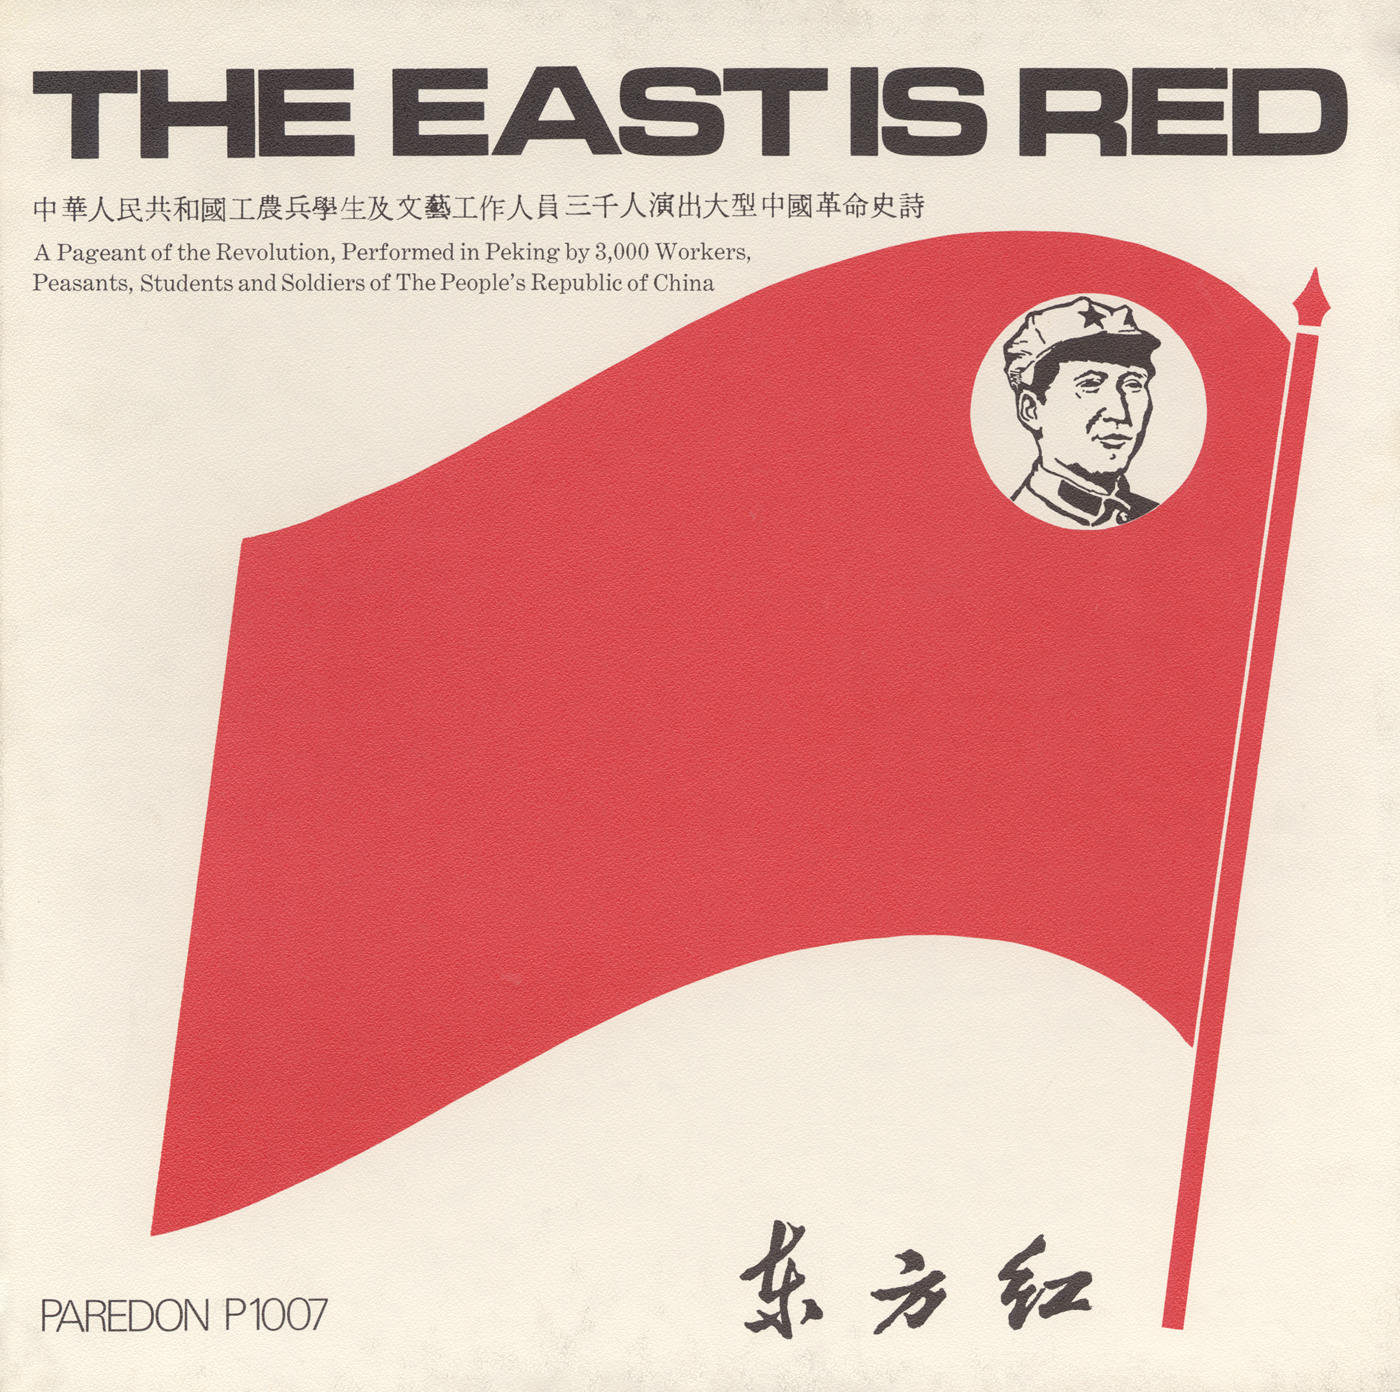 THE EAST IS RED
中華人民共和國工農兵學生及文藝工作人員三千人演出大型中國革命史詩
A Pageant of the Revolution, Performed in Peking by 3,000 Workers,
Peasants, Students and Soldiers of The People's Republic of China
东方红
PAREDON P1007